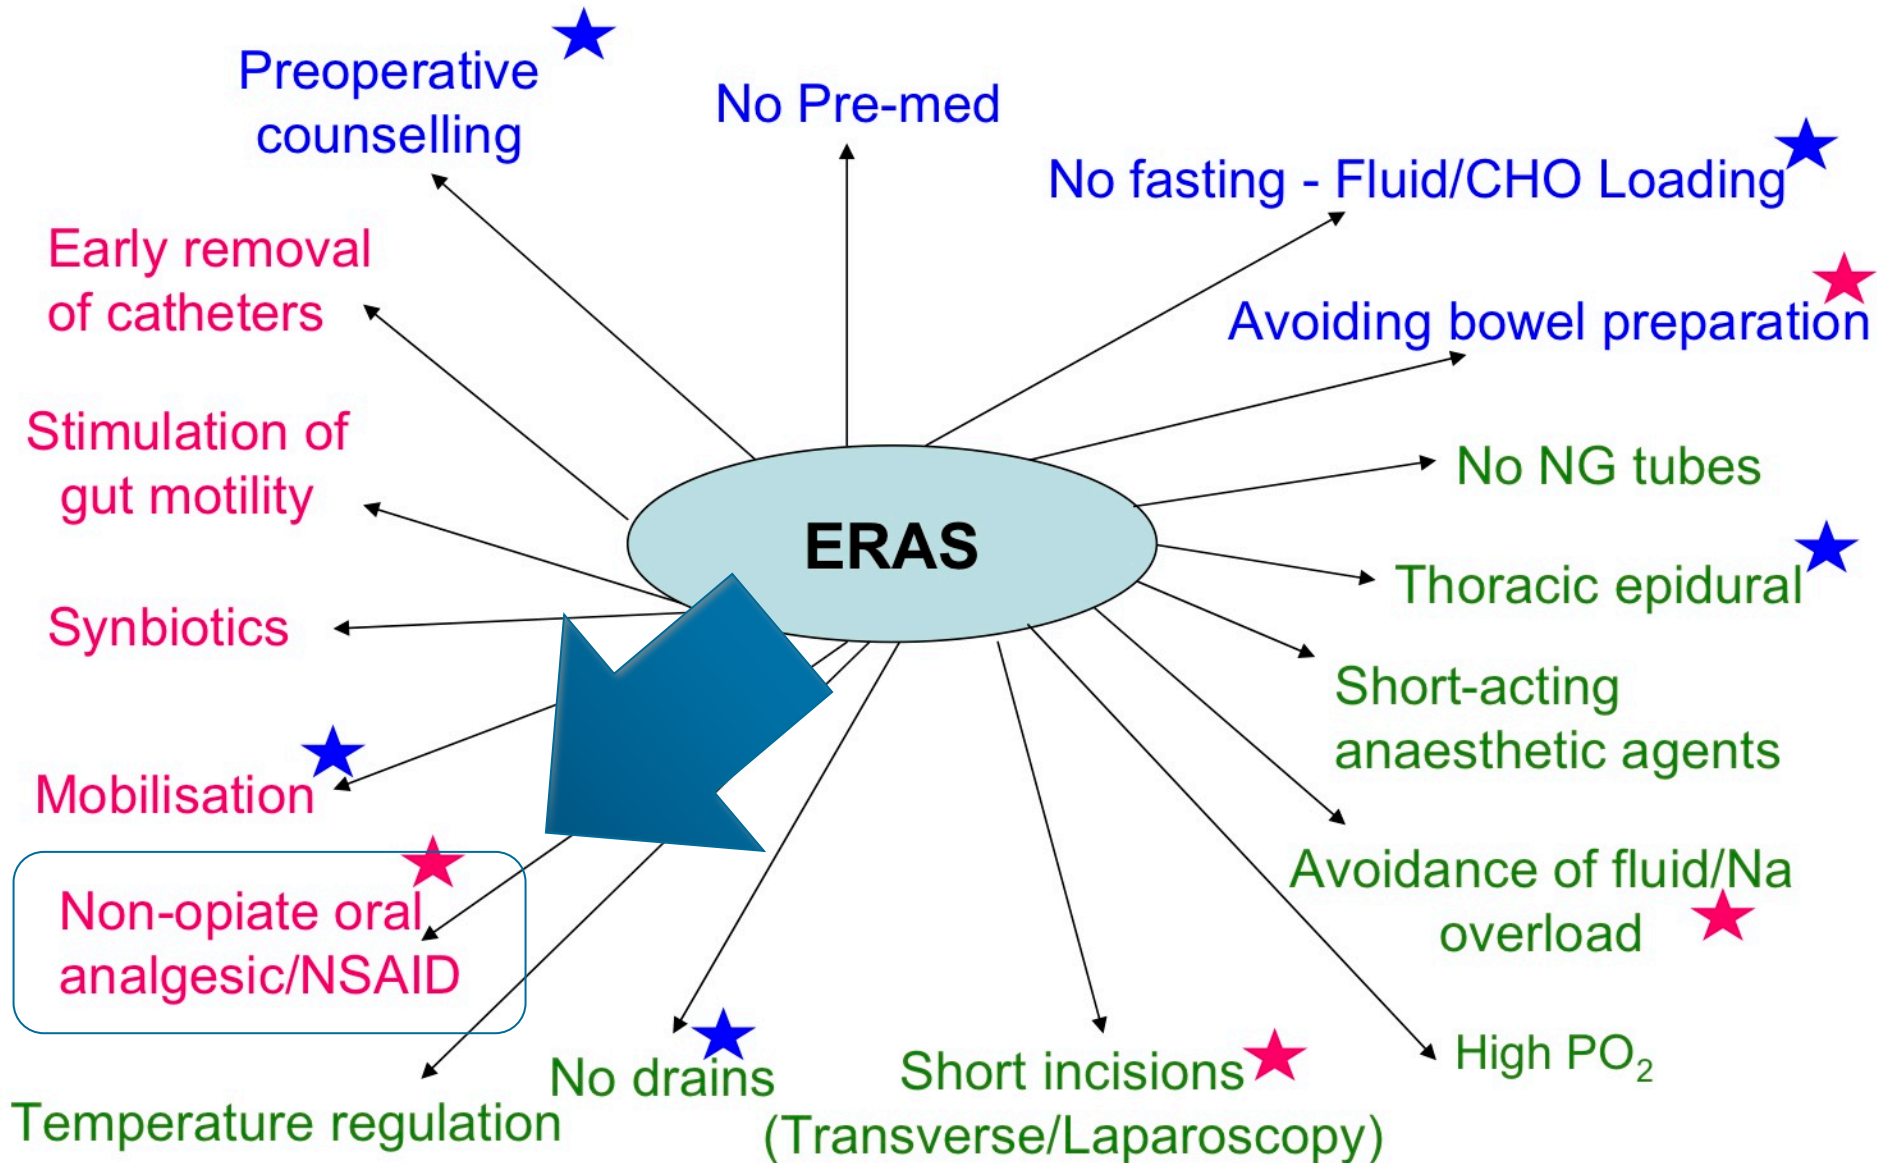 Preoperative
counselling
No Pre-med
No fasting - Fluid/CHO Loading
Early removal
of catheters
Avoiding bowel preparation
Stimulation of
gut motility
No NG tubes
ERAS
Thoracic epidural
Synbiotics
Short-acting
anaesthetic agents
Mobilisation
Avoidance of fluid/Na
overload
Non-opiate oral
analgesic/NSAID
High PO₂
No drains
Short incisions
(Transverse/Laparoscopy)
Temperature regulation